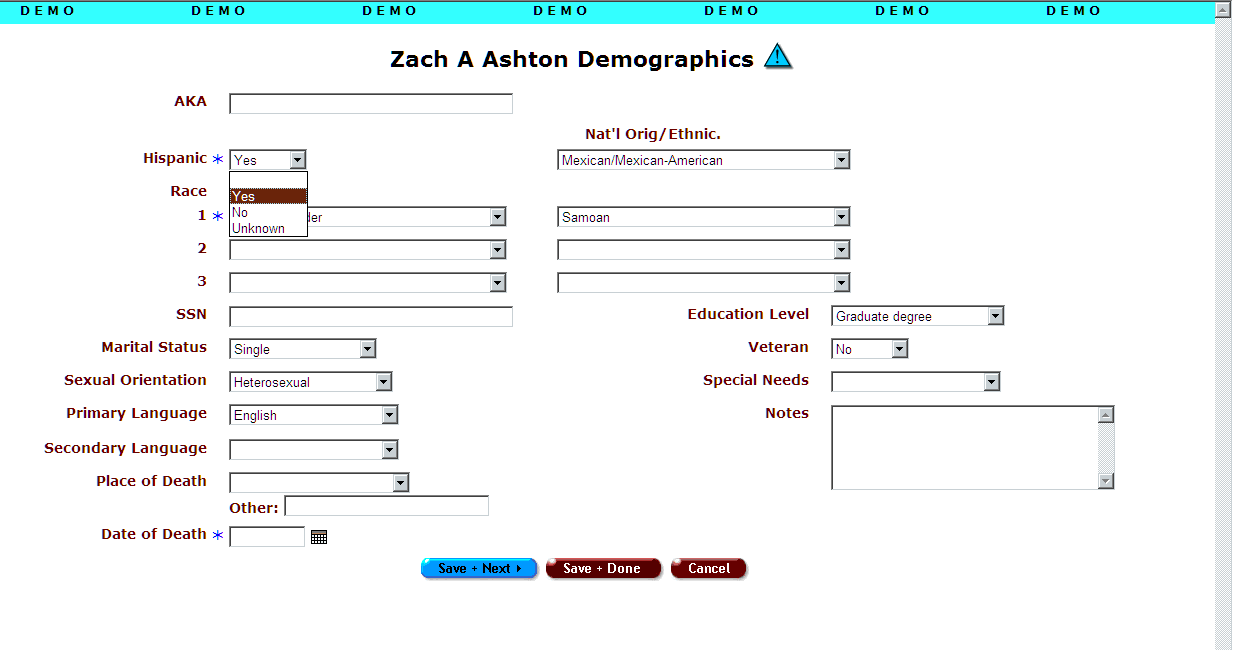 DEMO DEMO DEMO DEMO DEMO DEMO DEMO
Zach A Ashton Demographics
AKA
Nat'l Orig/Ethnic.
Hispanic * Yes Mexican/Mexican-American
Race
Yes
1 * No der Samoan
Unknown
2
3
SSN Education Level Graduate degree
Marital Status Single Veteran No
Sexual Orientation Heterosexual Special Needs
Primary Language English Notes
Secondary Language
Place of Death
Other:
Date of Death *
Save + Next Save + Done Cancel